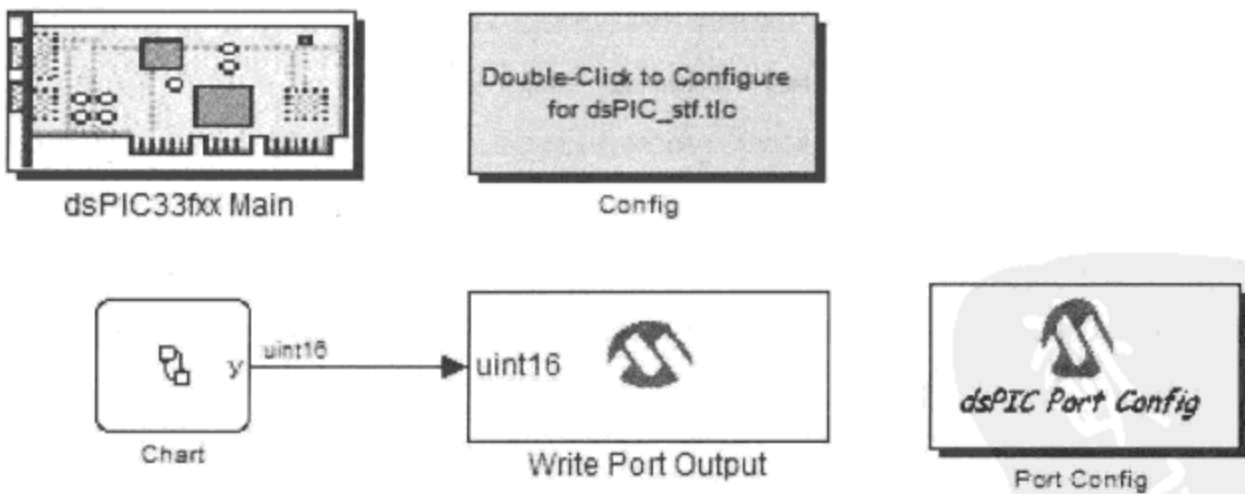 Double-Click to Configure
for dsPIC_stf.tlc
dsPIC33fxx Main
Config
y
uint16
uint16
dsPIC Port Config
Chart
Write Port Output
Port Config